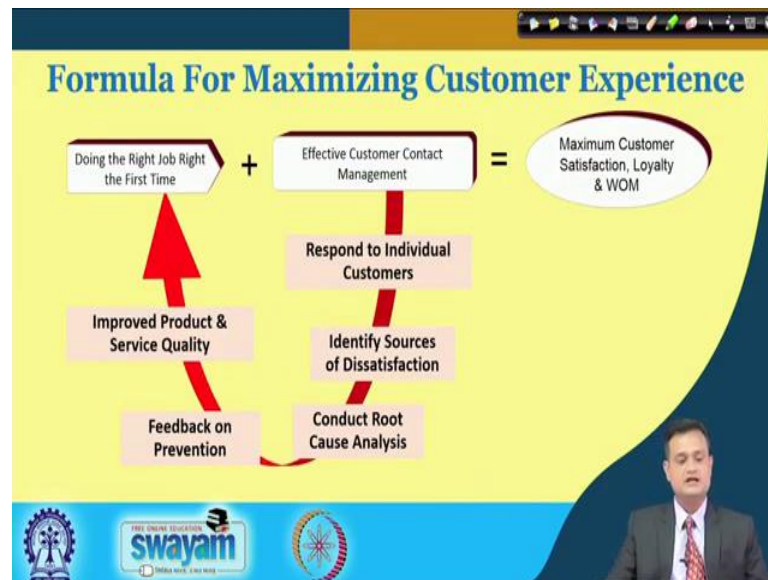 Formula For Maximizing Customer Experience
Doing the Right Job Right
the First Time
+
Effective Customer Contact
Management
=
Maximum Customer
Satisfaction, Loyalty
& WOM
Respond to Individual
Customers
Identify Sources
of Dissatisfaction
Conduct Root
Cause Analysis
Feedback on
Prevention
Improved Product &
Service Quality
FREE ONLINE EDUCATION
swayam